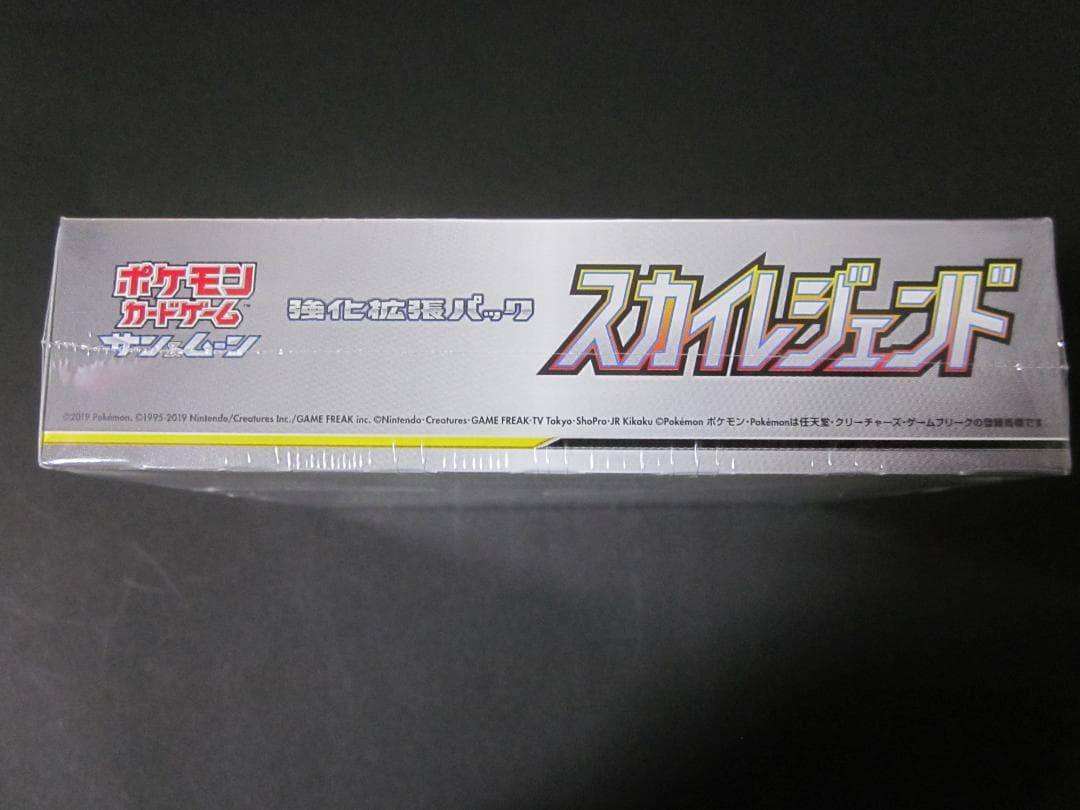 ポケモン
カードゲーム™
サン&ムーン
強化拡張パック
スカイレジェンド
©2019 Pokémon. ©1995-2019 Nintendo/Creatures Inc./GAME FREAK inc. ©Nintendo・Creatures・GAME FREAK・TV Tokyo・ShoPro・JR Kikaku ©Pokémon ポケモン・Pokémonは任天堂・クリーチャーズ・ゲームフリークの登録商標です